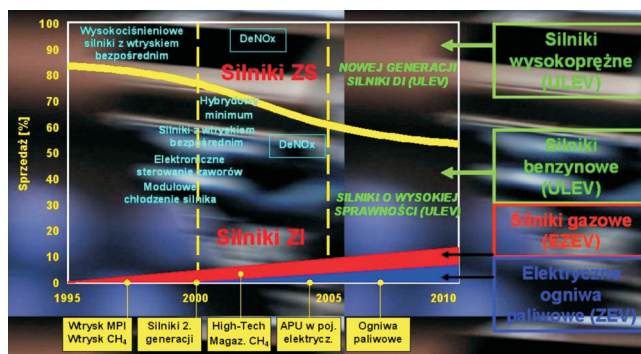 Sprzedaż [%]
100
90
80
70
60
50
40
30
20
10
0
1995
2000
2005
2010
Wysokociśnieniowe
silniki z wtryskiem
bezpośrednim
DeNOx
Silniki ZS
NOWEJ GENERACJI
SILNIKI DI (ULEV)
Hybrydowy
minimum
Silniki z wtryskiem
bezpośrednim
DeNOx
Elektroniczne
sterowanie zaworów
Modułowe
chłodzenie silnika
SILNIKI O WYSOKIEJ
SPRAWNOŚCI (ULEV)
Silniki ZI
Silniki
wysokoprężne
(ULEV)
Silniki
benzynowe
(ULEV)
Silniki gazowe
(EZEV)
Elektryczne
ogniwa
paliwowe (ZEV)
Wtrysk MPI
Wtrysk CH₄
Silniki 2.
generacji
High-Tech
Magaz. CH₄
APU w poj.
elektrycz.
Ogniwa
paliwowe